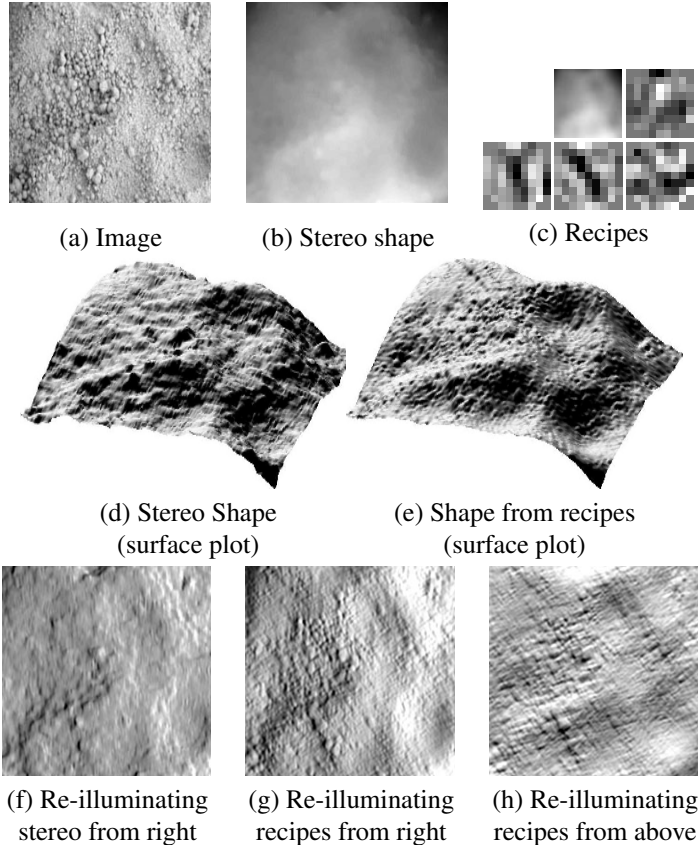 (a) Image
(b) Stereo shape
(c) Recipes
(d) Stereo Shape
(surface plot)
(e) Shape from recipes
(surface plot)
(f) Re-illuminating
stereo from right
(g) Re-illuminating
recipes from right
(h) Re-illuminating
recipes from above